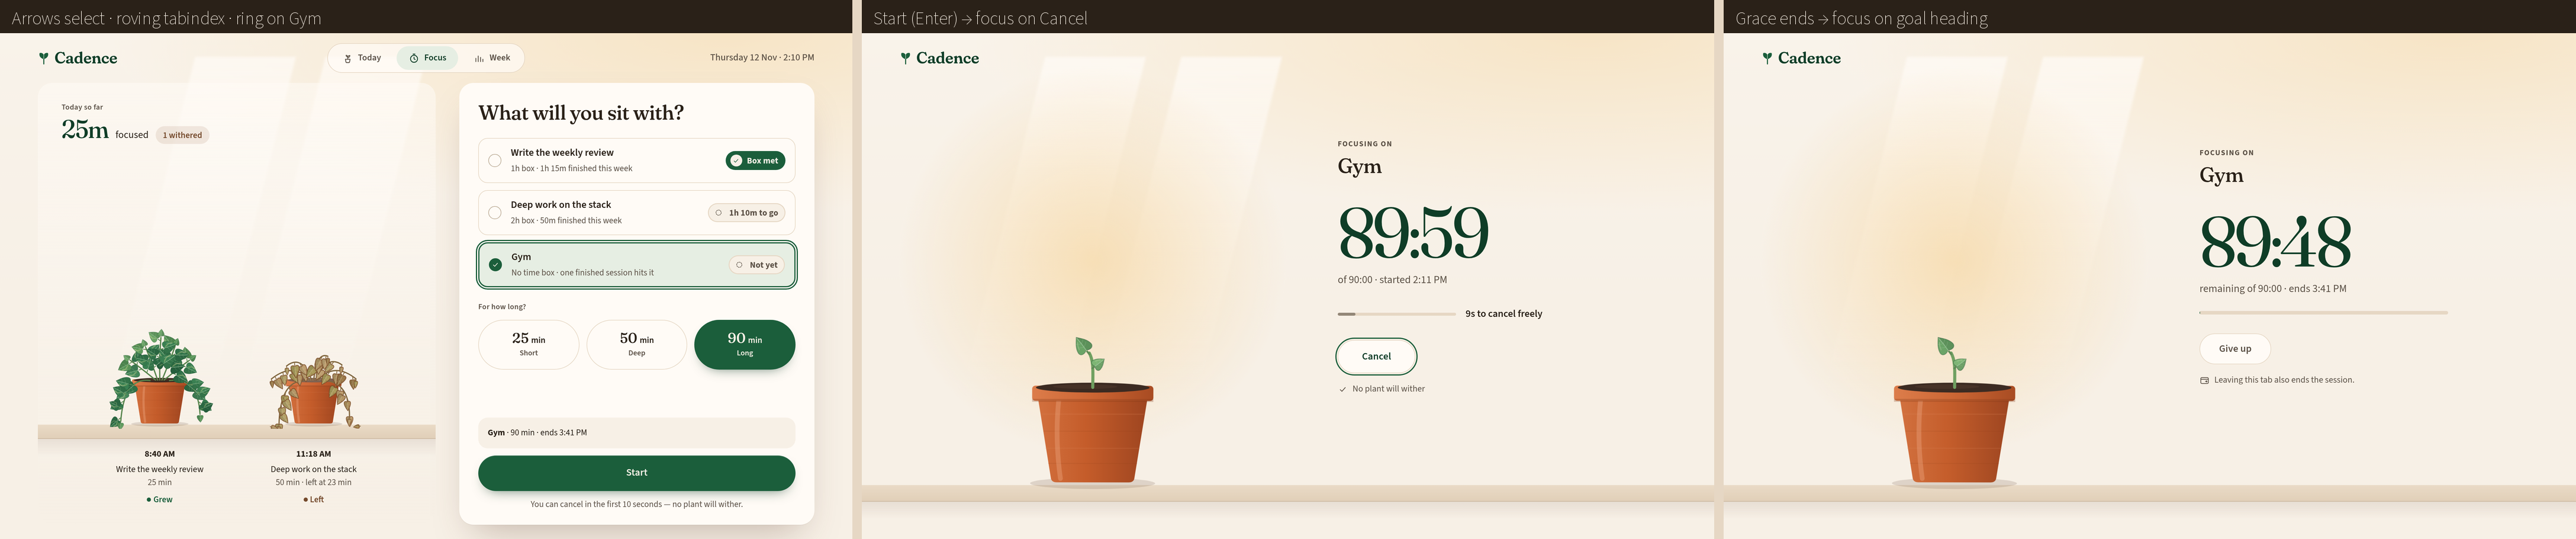 Arrows select · roving tabindex · ring on Gym
Cadence
Today
Focus
Week
Thursday 12 Nov · 2:10 PM
Today so far
25m focused
1 withered
8:40 AM
Write the weekly review
25 min
Grew
11:18 AM
Deep work on the stack
50 min · left at 23 min
Left
What will you sit with?
Write the weekly review
1h box · 1h 15m finished this week
Box met
Deep work on the stack
2h box · 50m finished this week
1h 10m to go
Gym
No time box · one finished session hits it
Not yet
For how long?
25 min
Short
50 min
Deep
90 min
Long
Gym · 90 min · ends 3:41 PM
Start
You can cancel in the first 10 seconds — no plant will wither.
Start (Enter) → focus on Cancel
Cadence
FOCUSING ON
Gym
89:59
of 90:00 · started 2:11 PM
9s to cancel freely
Cancel
No plant will wither
Grace ends → focus on goal heading
Cadence
FOCUSING ON
Gym
89:48
remaining of 90:00 · ends 3:41 PM
Give up
Leaving this tab also ends the session.